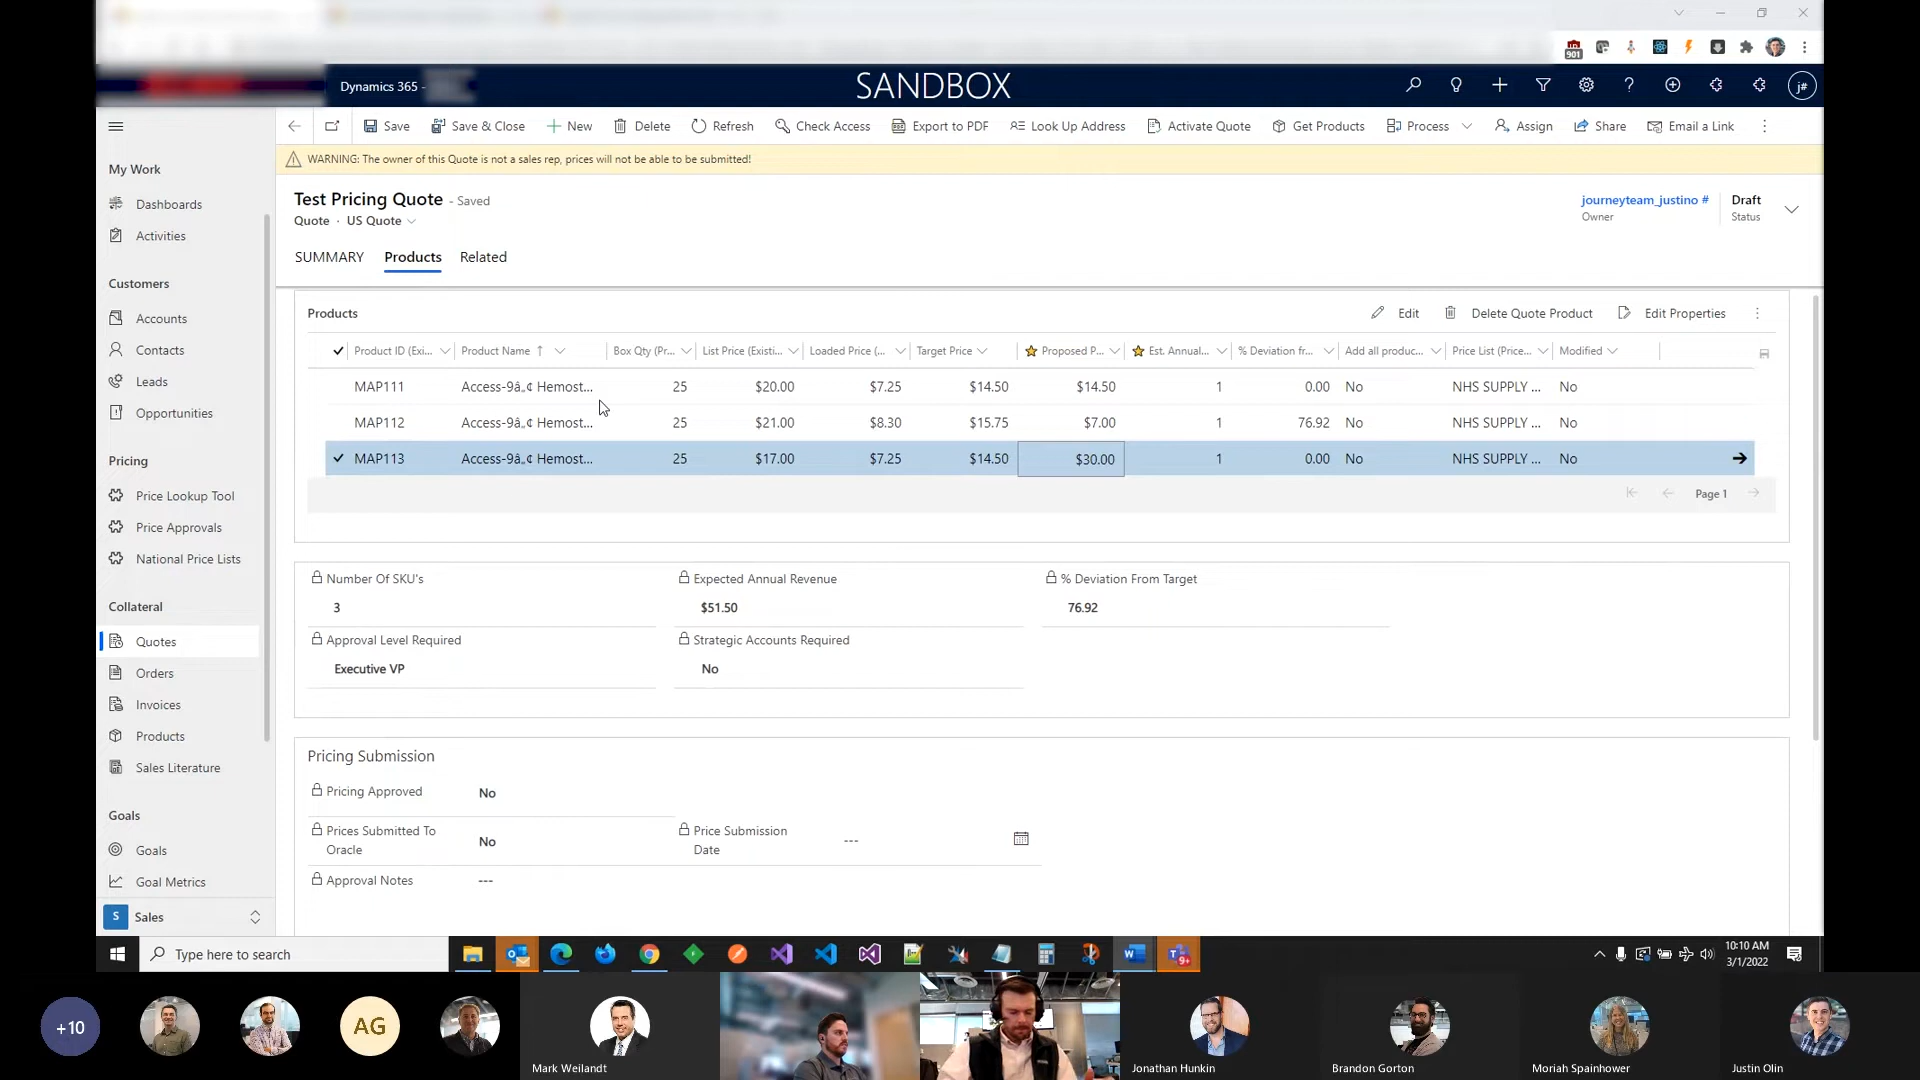 Dynamics 365 -
SANDBOX
j#
Save
Save & Close
New
Delete
Refresh
Check Access
Export to PDF
Look Up Address
Activate Quote
Get Products
Process
Assign
Share
Email a Link
WARNING: The owner of this Quote is not a sales rep, prices will not be able to be submitted!
Test Pricing Quote - Saved
Quote · US Quote
journeyteam_justino #
Owner
Draft
Status
SUMMARY
Products
Related
My Work
Dashboards
Activities
Customers
Accounts
Contacts
Leads
Opportunities
Pricing
Price Lookup Tool
Price Approvals
National Price Lists
Collateral
Quotes
Orders
Invoices
Products
Sales Literature
Goals
Goals
Goal Metrics
S Sales
Products
Edit
Delete Quote Product
Edit Properties
Product ID (Exi... Product Name Box Qty (Pr... List Price (Existi... Loaded Price (... Target Price Proposed P... Est. Annual... % Deviation fr... Add all produc... Price List (Price... Modified
MAP111 Access-9â„¢ Hemost... 25 $20.00 $7.25 $14.50 $14.50 1 0.00 No NHS SUPPLY ... No
MAP112 Access-9â„¢ Hemost... 25 $21.00 $8.30 $15.75 $7.00 1 76.92 No NHS SUPPLY ... No
MAP113 Access-9â„¢ Hemost... 25 $17.00 $7.25 $14.50 $30.00 1 0.00 No NHS SUPPLY ... No
Page 1
Number Of SKU's
3
Expected Annual Revenue
$51.50
% Deviation From Target
76.92
Approval Level Required
Executive VP
Strategic Accounts Required
No
Pricing Submission
Pricing Approved
No
Prices Submitted To
Oracle
No
Price Submission
Date
---
Approval Notes
---
Type here to search
9+
10:10 AM
3/1/2022
+10
AG
Mark Weilandt
Jonathan Hunkin
Brandon Gorton
Moriah Spainhower
Justin Olin